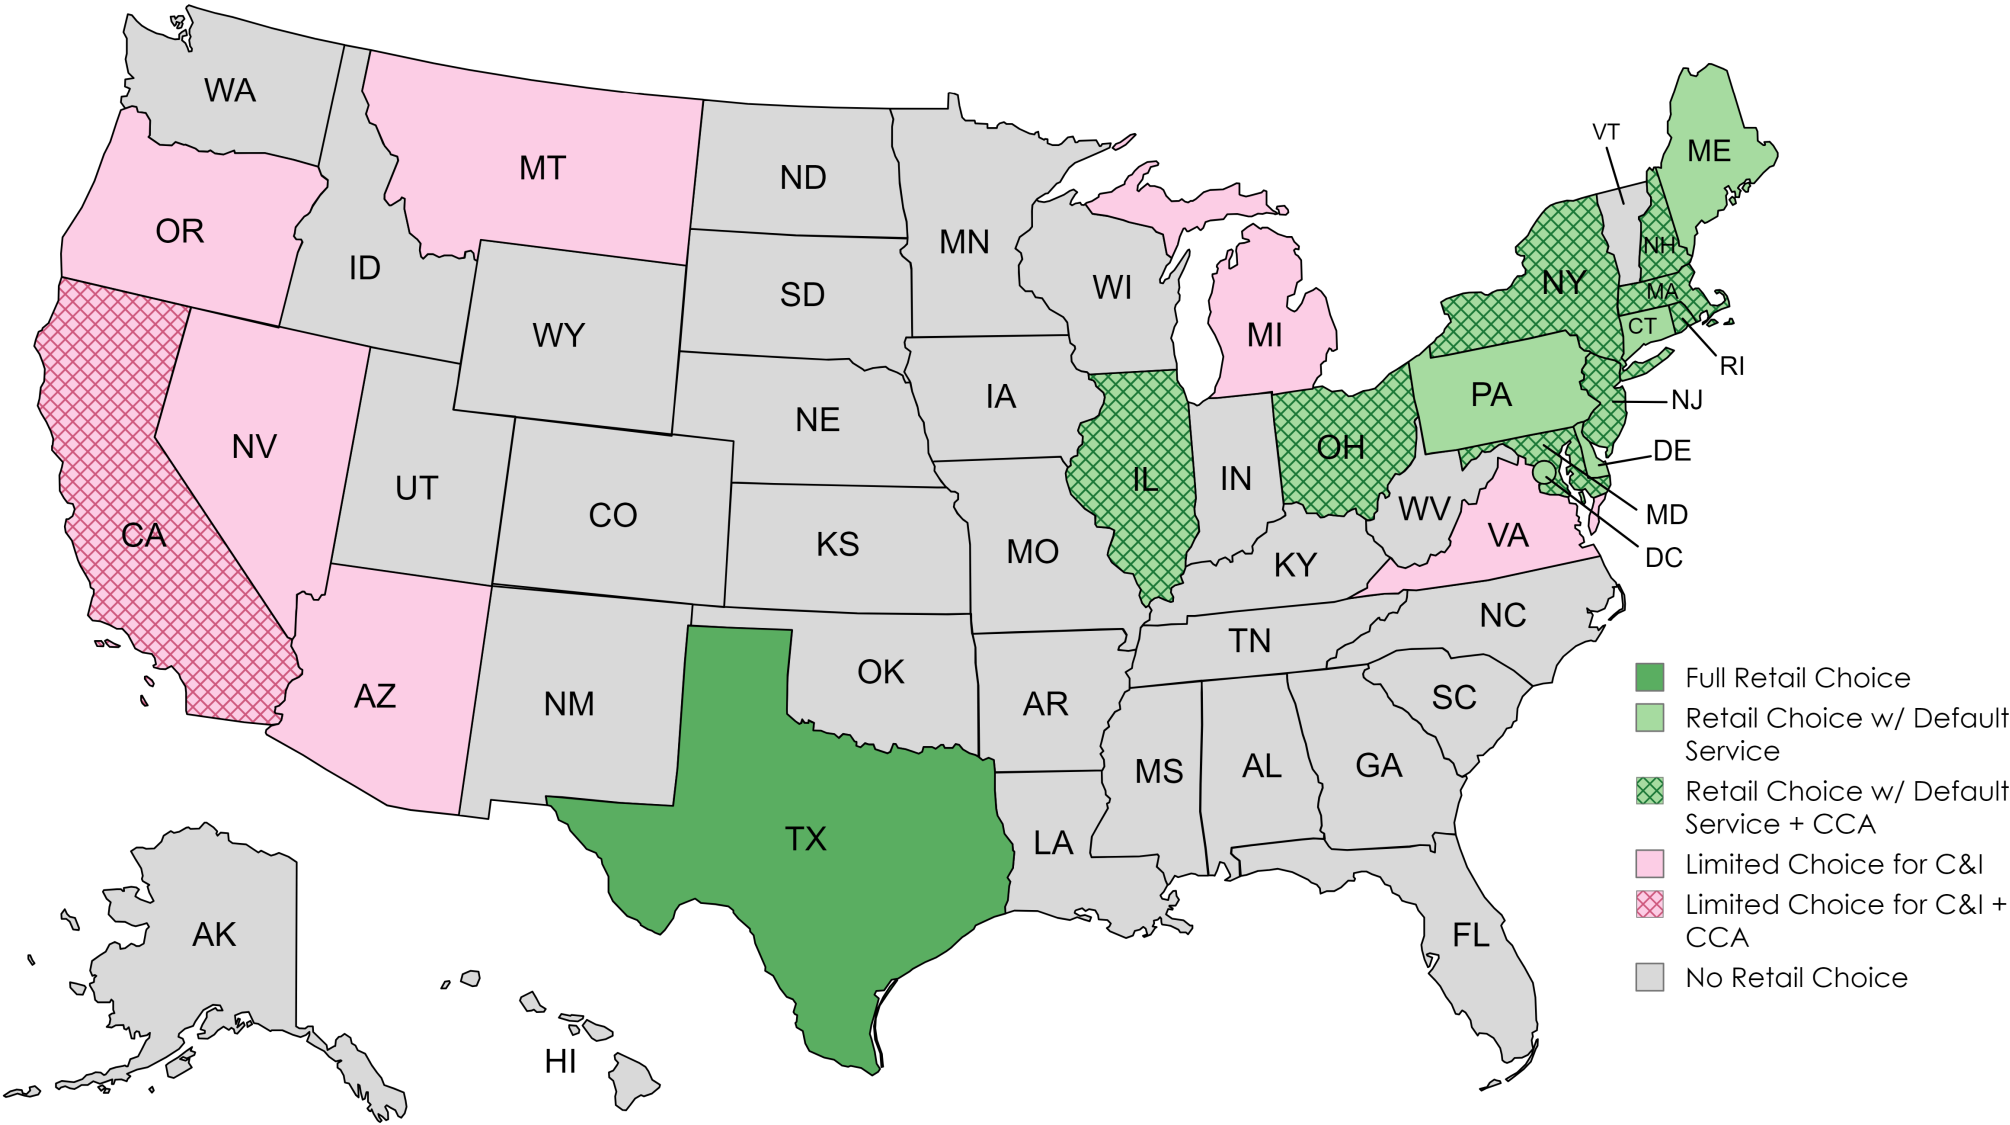 WA
MT
ND
MN
VT
ME
OR
ID
SD
WI
NH
NY
MA
CT
RI
WY
MI
PA
NJ
IA
NE
NV
OH
DE
UT
IL
IN
CO
CA
KS
MO
WV
VA
MD
DC
KY
NC
TN
AZ
NM
OK
AR
SC
MS
AL
GA
TX
LA
AK
FL
HI
Full Retail Choice
Retail Choice w/ Default
Service
Retail Choice w/ Default
Service + CCA
Limited Choice for C&I
Limited Choice for C&I +
CCA
No Retail Choice